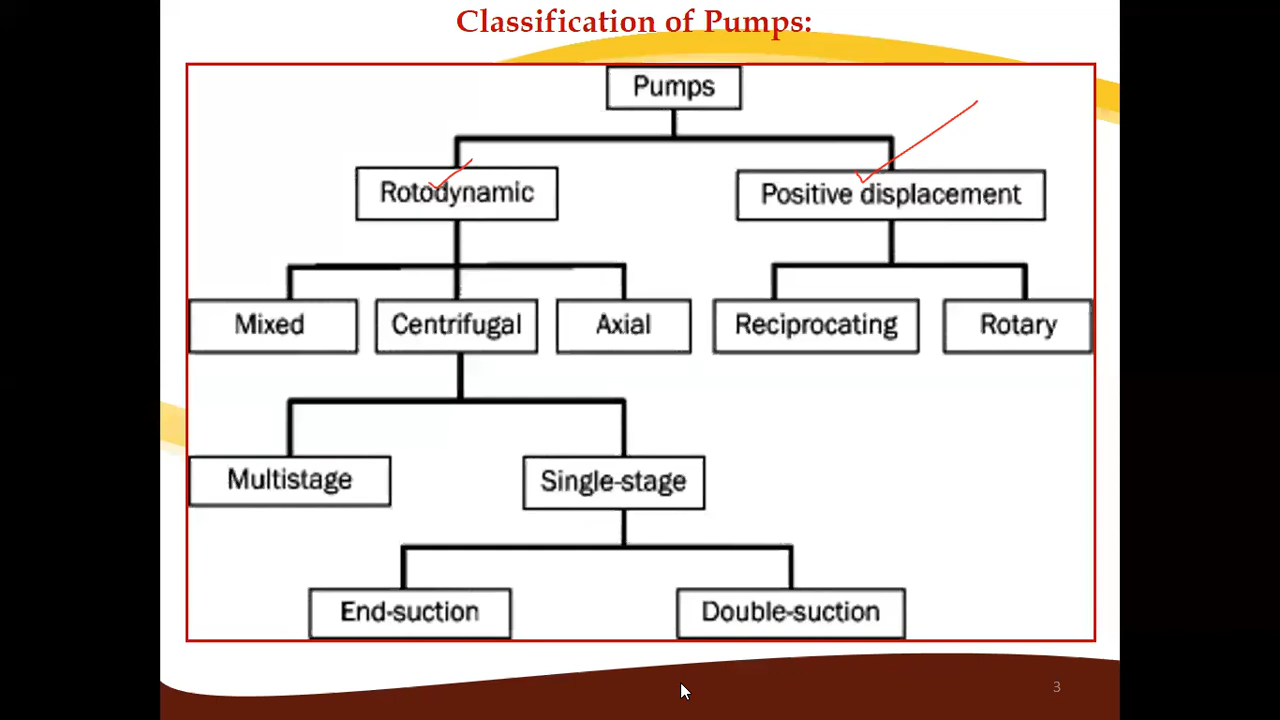 Classification of Pumps:
Pumps
Rotodynamic
Positive displacement
Mixed
Centrifugal
Axial
Reciprocating
Rotary
Multistage
Single-stage
End-suction
Double-suction
3